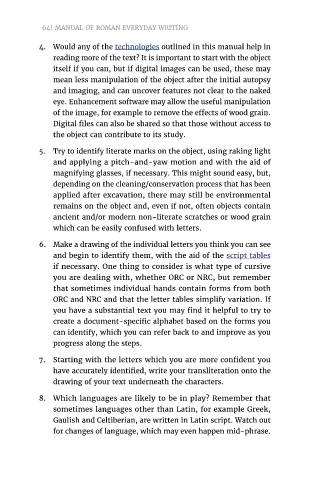 64| MANUAL OF ROMAN EVERYDAY WRITING
4. Would any of the technologies outlined in this manual help in
reading more of the text? It is important to start with the object
itself if you can, but if digital images can be used, these may
mean less manipulation of the object after the initial autopsy
and imaging, and can uncover features not clear to the naked
eye. Enhancement software may allow the useful manipulation
of the image, for example to remove the effects of wood grain.
Digital files can also be shared so that those without access to
the object can contribute to its study.
5. Try to identify literate marks on the object, using raking light
and applying a pitch-and-yaw motion and with the aid of
magnifying glasses, if necessary. This might sound easy, but,
depending on the cleaning/conservation process that has been
applied after excavation, there may still be environmental
remains on the object and, even if not, often objects contain
ancient and/or modern non-literate scratches or wood grain
which can be easily confused with letters.
6. Make a drawing of the individual letters you think you can see
and begin to identify them, with the aid of the script tables
if necessary. One thing to consider is what type of cursive
you are dealing with, whether ORC or NRC, but remember
that sometimes individual hands contain forms from both
ORC and NRC and that the letter tables simplify variation. If
you have a substantial text you may find it helpful to try to
create a document-specific alphabet based on the forms you
can identify, which you can refer back to and improve as you
progress along the steps.
7. Starting with the letters which you are more confident you
have accurately identified, write your transliteration onto the
drawing of your text underneath the characters.
8. Which languages are likely to be in play? Remember that
sometimes languages other than Latin, for example Greek,
Gaulish and Celtiberian, are written in Latin script. Watch out
for changes of language, which may even happen mid-phrase.